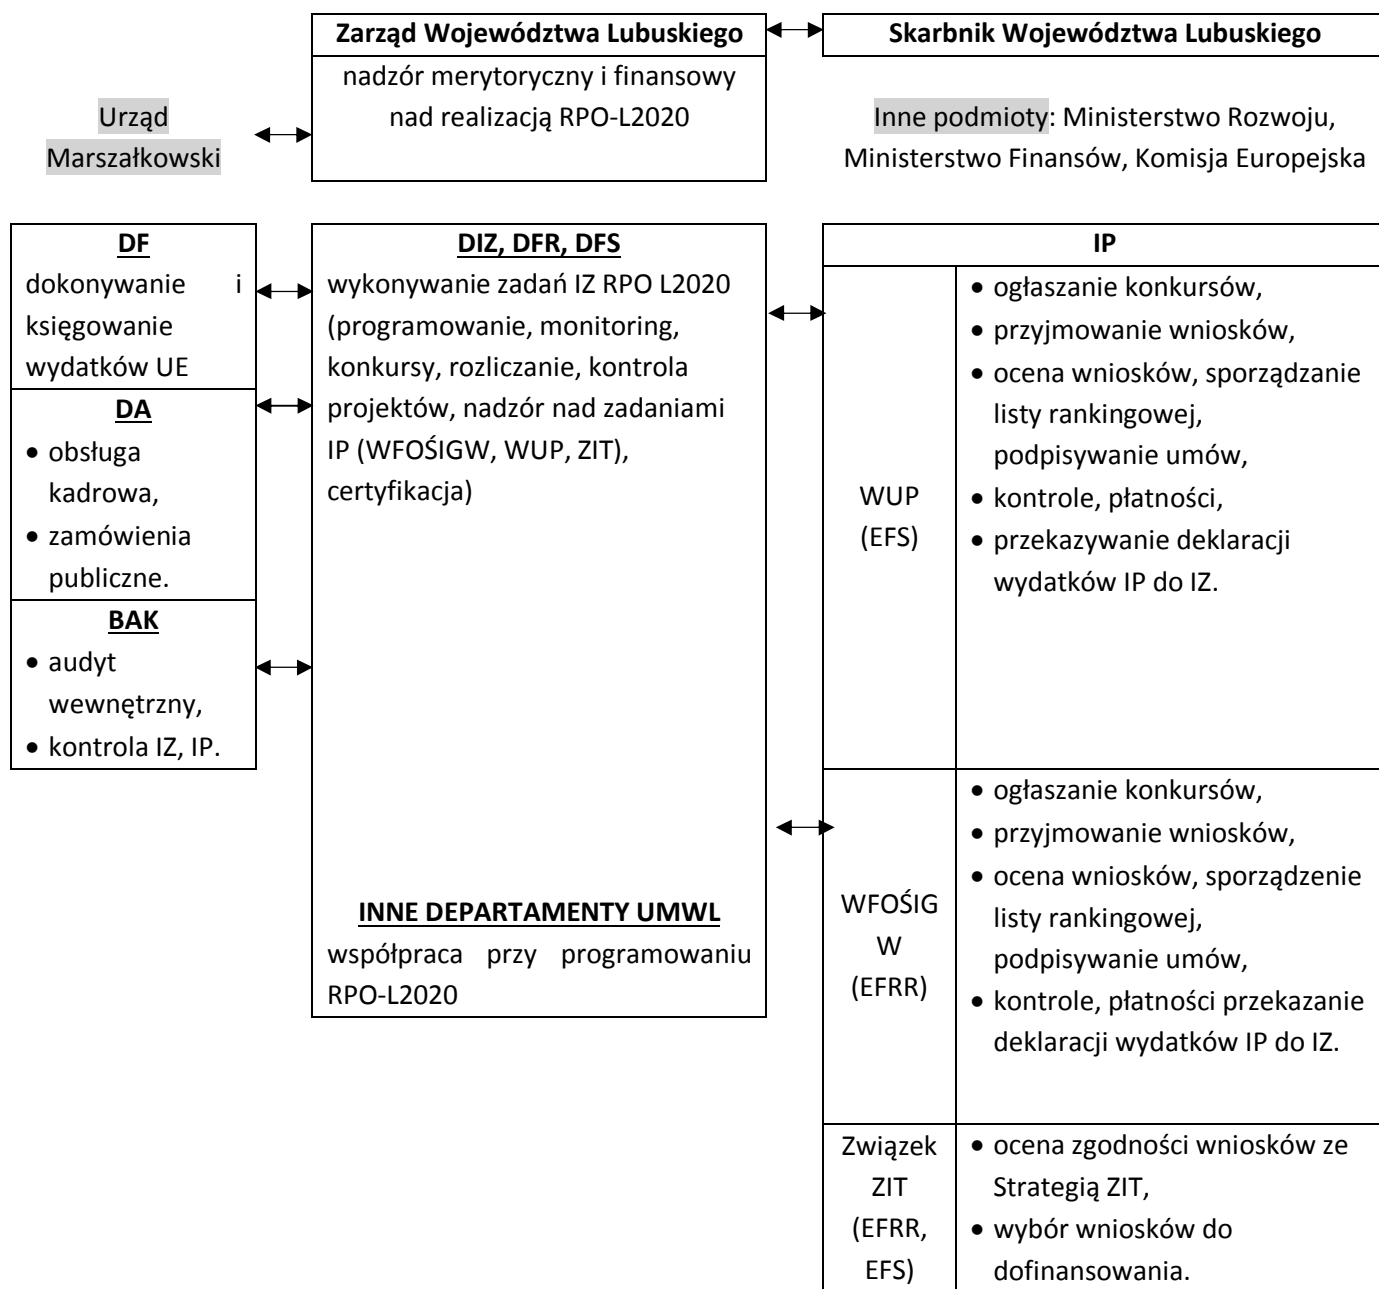 Zarząd Województwa Lubuskiego
nadzór merytoryczny i finansowy
nad realizacją RPO-L2020
Skarbnik Województwa Lubuskiego
Urząd
Marszałkowski
Inne podmioty: Ministerstwo Rozwoju,
Ministerstwo Finansów, Komisja Europejska
DF
dokonywanie i
księgowanie
wydatków UE
DA
• obsługa
kadrowa,
• zamówienia
publiczne.
BAK
• audyt
wewnętrzny,
• kontrola IZ, IP.
DIZ, DFR, DFS
wykonywanie zadań IZ RPO L2020
(programowanie, monitoring,
konkursy, rozliczanie, kontrola
projektów, nadzór nad zadaniami
IP (WFOŚIGW, WUP, ZIT),
certyfikacja)
INNE DEPARTAMENTY UMWL
współpraca przy programowaniu
RPO-L2020
IP
WUP
(EFS)
• ogłaszanie konkursów,
• przyjmowanie wniosków,
• ocena wniosków, sporządzanie
listy rankingowej,
podpisywanie umów,
• kontrole, płatności,
• przekazywanie deklaracji
wydatków IP do IZ.
WFOŚIG
W
(EFRR)
• ogłaszanie konkursów,
• przyjmowanie wniosków,
• ocena wniosków, sporządzenie
listy rankingowej,
podpisywanie umów,
• kontrole, płatności przekazanie
deklaracji wydatków IP do IZ.
Związek
ZIT
(EFRR,
EFS)
• ocena zgodności wniosków ze
Strategią ZIT,
• wybór wniosków do
dofinansowania.